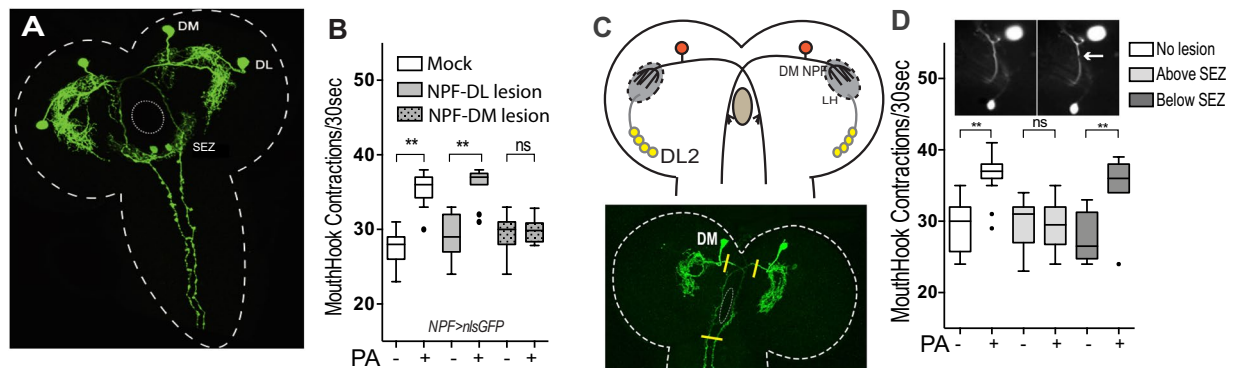 A
DM
DL
SEZ
B
MouthHook Contractions/30sec
50
40
30
20
Mock
NPF-DL lesion
NPF-DM lesion
**
**
ns
NPF>nlsGFP
PA
- + - + - +
C
DM NPF
LH
DL2
DM
D
MouthHook Contractions/30sec
50
40
30
20
No lesion
Above SEZ
Below SEZ
**
ns
**
PA
- + - + - +